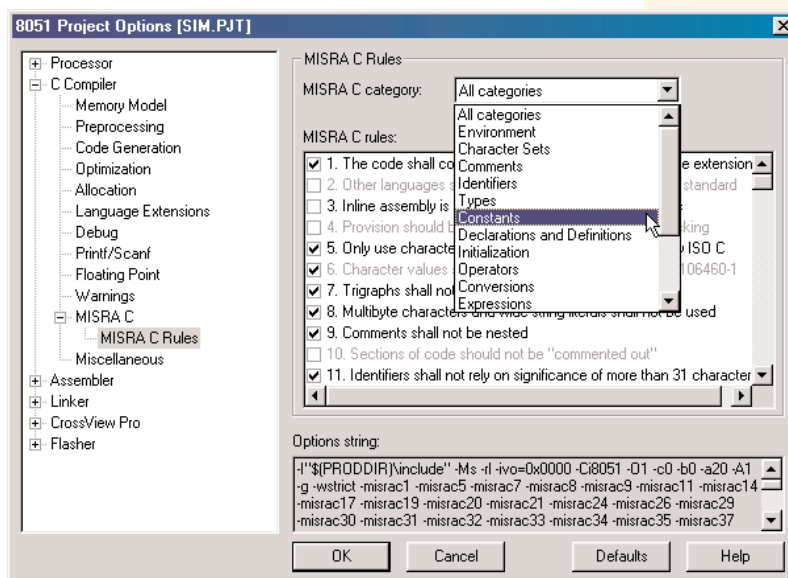 8051 Project Options [SIM.PJT]
Processor
C Compiler
Memory Model
Preprocessing
Code Generation
Optimization
Allocation
Language Extensions
Debug
Printf/Scanf
Floating Point
Warnings
MISRA C
MISRA C Rules
Miscellaneous
Assembler
Linker
CrossView Pro
Flasher
MISRA C Rules
MISRA C category: All categories
All categories
Environment
Character Sets
Comments
Identifiers
Types
Constants
Declarations and Definitions
Initialization
Operators
Conversions
Expressions
MISRA C rules:
1. The code shall co e extension
2. Other languages s standard
3. Inline assembly is
4. Provision should b king
5. Only use characte ISO C
6. Character values 106460-1
7. Trigraphs shall not
8. Multibyte characters and wide string literals shall not be used
9. Comments shall not be nested
10. Sections of code should not be "commented out"
11. Identifiers shall not rely on significance of more than 31 character
Options string:
-I"$(PRODDIR)\include" -Ms -rl -ivo=0x0000 -Ci8051 -O1 -c0 -b0 -a20 -A1
-g -wstrict -misrac1 -misrac5 -misrac7 -misrac8 -misrac9 -misrac11 -misrac14
-misrac17 -misrac19 -misrac20 -misrac21 -misrac24 -misrac26 -misrac29
-misrac30 -misrac31 -misrac32 -misrac33 -misrac34 -misrac35 -misrac37
OK Cancel Defaults Help